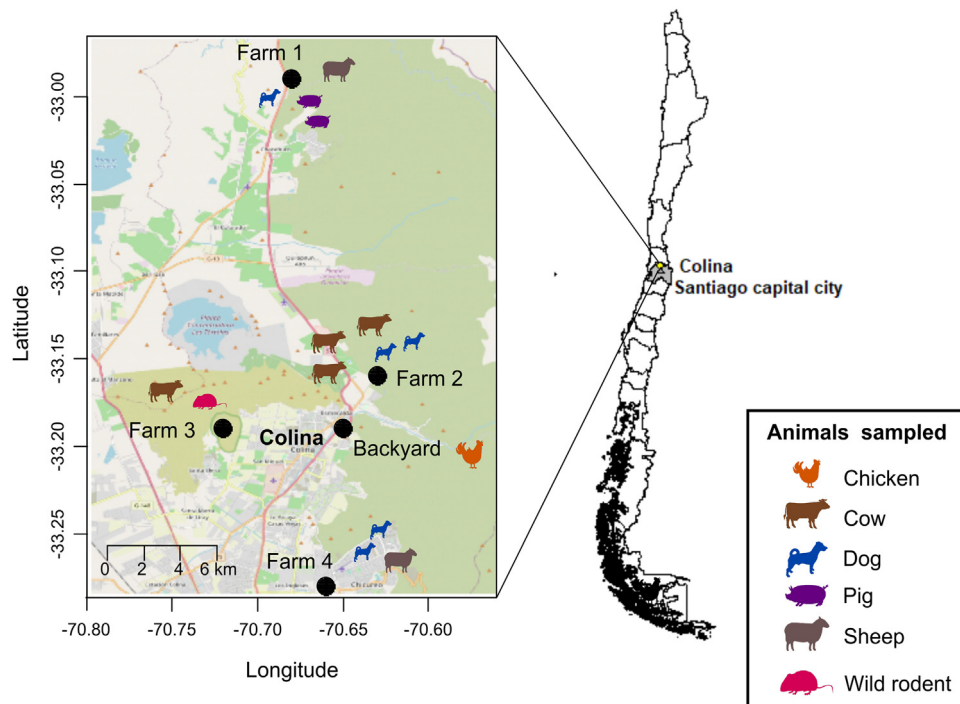 Farm 1
-33.00
-33.05
-33.10
-33.15
-33.20
-33.25
Latitude
Farm 2
Farm 3
Colina
Backyard
Farm 4
0 2 4 6 km
-70.80 -70.75 -70.70 -70.65 -70.60
Longitude
Colina
Santiago capital city
Animals sampled
Chicken
Cow
Dog
Pig
Sheep
Wild rodent